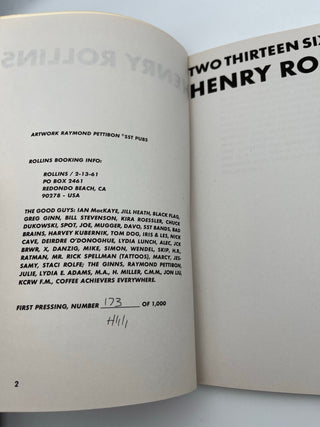 ARTWORK RAYMOND PETTIBON ©SST PUBS
ROLLINS BOOKING INFO:
ROLLINS / 2-13-61
PO BOX 2461
REDONDO BEACH, CA
90278 - USA
THE GOOD GUYS: IAN MacKAYE, JILL HEATH, BLACK FLAG,
GREG GINN, BILL STEVENSON, KIRA ROESSLER, CHUCK
DUKOWSKI, SPOT, JOE, MUGGER, DAVO, SST BANDS, BAD
BRAINS, HARVEY KUBERNIK, TOM DOG, IRIS & LES, NICK
CAVE, DEIRDRE O'DONOGHUE, LYDIA LUNCH, ALEC, JCK
BRWR, X, DANZIG, MIKE, SIMON, WENDEL, SKIP, H.R.,
RATMAN, MR. RICK SPELLMAN (TATTOOS), MARCY, JES-
SAMY, STACI ROLFE; THE GINNS, RAYMOND PETTIBON,
JULIE, LYDIA E. ADAMS, M.A., H. MILLER, C.M.M., JON LILI,
KCRW F.M., COFFEE ACHIEVERS EVERYWHERE.
FIRST PRESSING, NUMBER 173 OF 1,000
2
TWO THIRTEEN SIX
HENRY RO